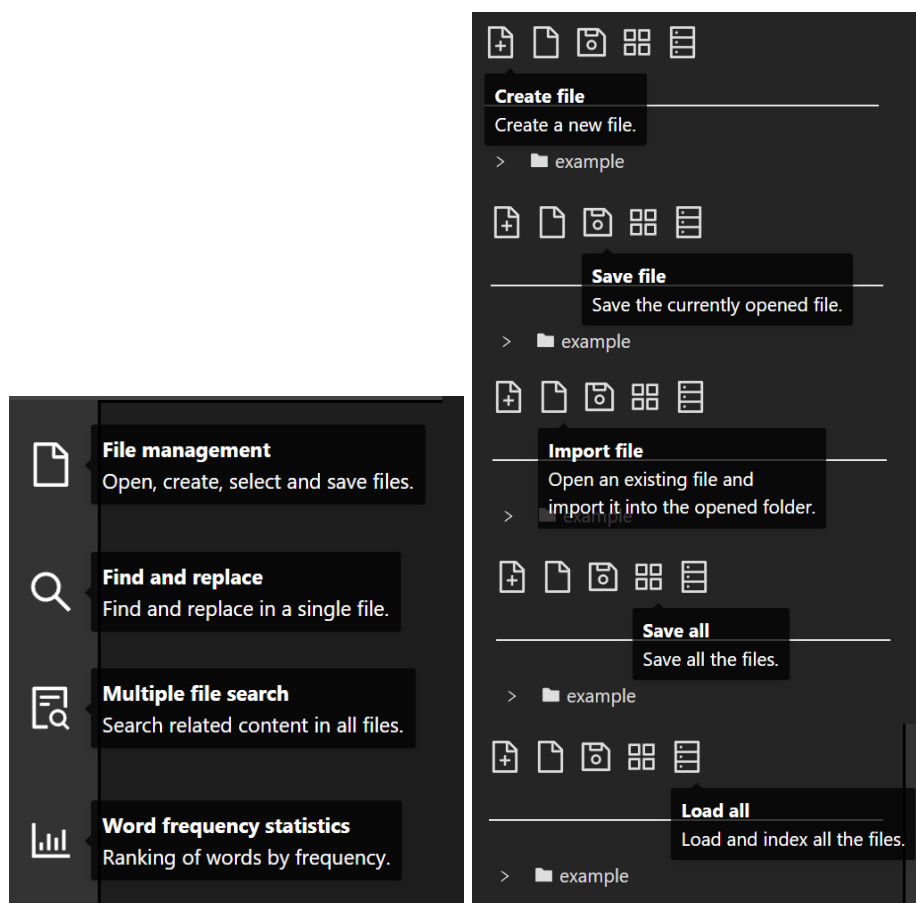 File management
Open, create, select and save files.
Find and replace
Find and replace in a single file.
Multiple file search
Search related content in all files.
Word frequency statistics
Ranking of words by frequency.
Create file
Create a new file.
example
Save file
Save the currently opened file.
example
Import file
Open an existing file and
import it into the opened folder.
example
Save all
Save all the files.
example
Load all
Load and index all the files.
example